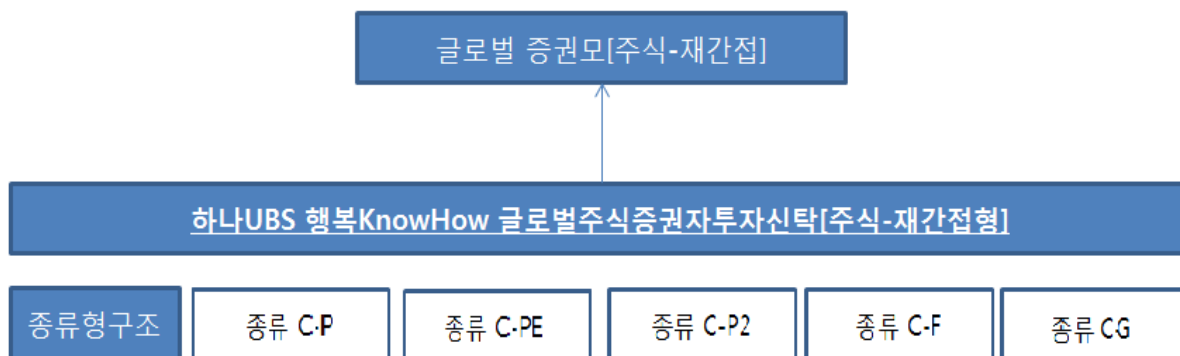 글로벌 증권모[주식-재간접]
하나UBS 행복KnowHow 글로벌주식증권자투자신탁[주식-재간접형]
종류형구조 종류 C-P 종류 C-PE 종류 C-P2 종류 C-F 종류 CG